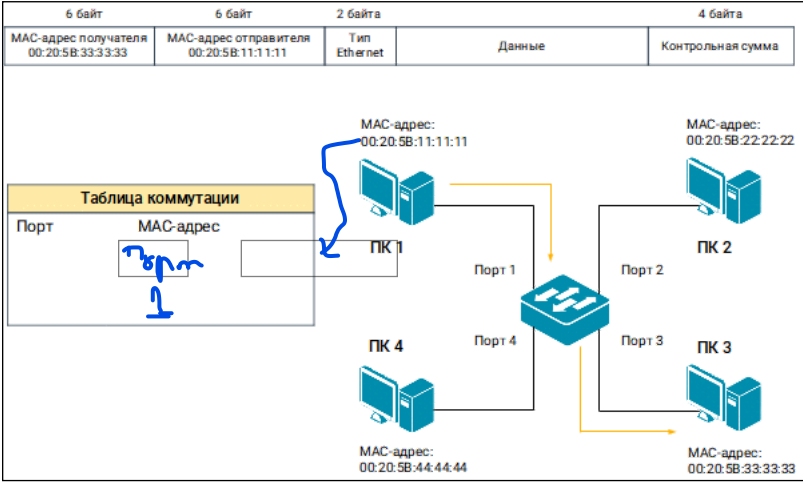 6 байт
6 байт
2 байта
4 байта
MAC-адрес получателя
00:20:5B:33:33:33
MAC-адрес отправителя
00:20:5B:11:11:11
Тип
Ethernet
Данные
Контрольная сумма
MAC-адрес:
00:20:5B:11:11:11
MAC-адрес:
00:20:5B:22:22:22
Таблица коммутации
Порт
MAC-адрес
Порт
1
ПК 1
ПК 2
Порт 1
Порт 2
Порт 4
Порт 3
ПК 4
ПК 3
MAC-адрес:
00:20:5B:44:44:44
MAC-адрес:
00:20:5B:33:33:33